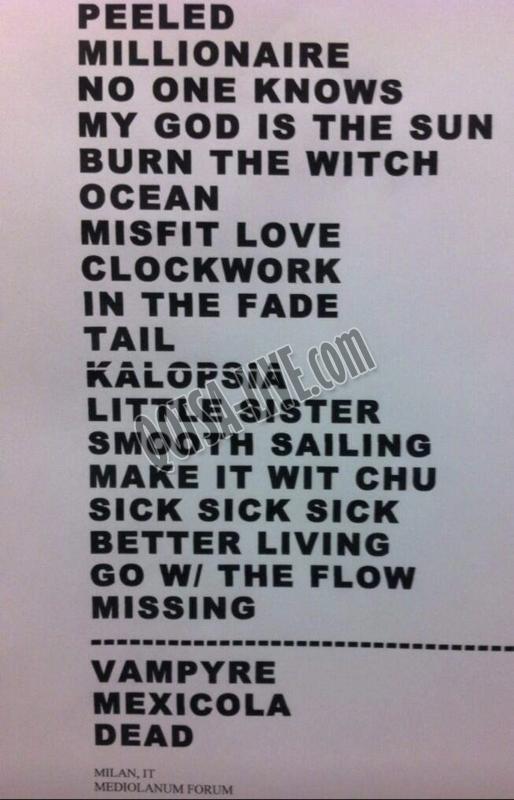 PEELED
MILLIONAIRE
NO ONE KNOWS
MY GOD IS THE SUN
BURN THE WITCH
OCEAN
MISFIT LOVE
CLOCKWORK
IN THE FADE
TAIL
KALOPSIA
LITTLE SISTER
QOTSA-LIVE.com
SMOOTH SAILING
MAKE IT WIT CHU
SICK SICK SICK
BETTER LIVING
GO W/ THE FLOW
MISSING
VAMPYRE
MEXICOLA
DEAD
MILAN, IT
MEDIOLANUM FORUM